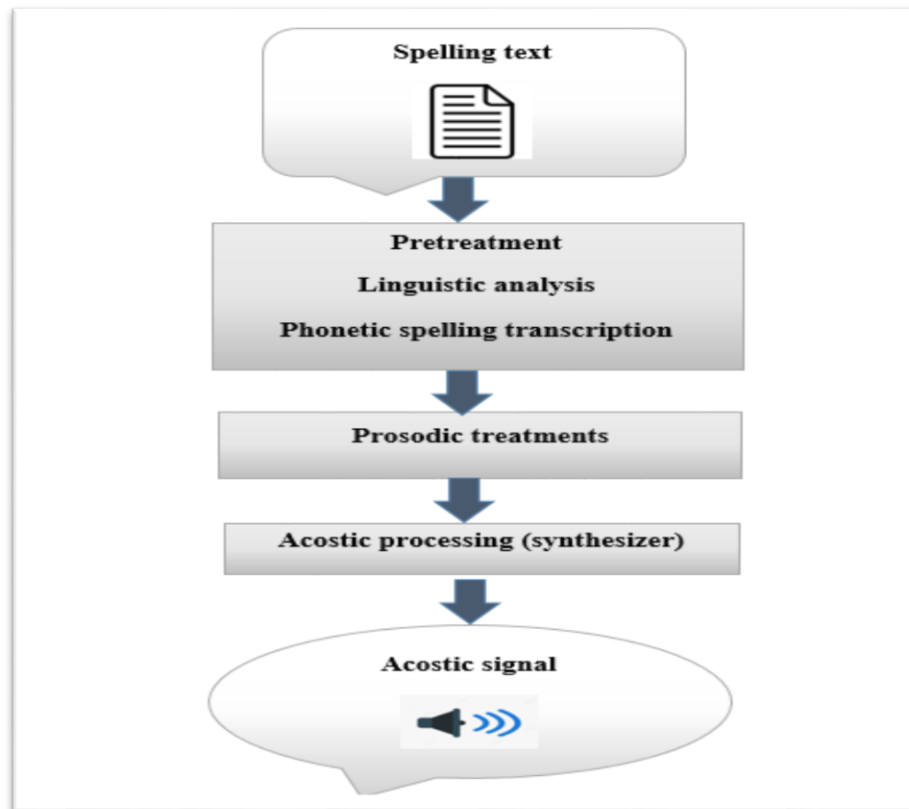 Spelling text
Pretreatment
Linguistic analysis
Phonetic spelling transcription
Prosodic treatments
Acostic processing (synthesizer)
Acostic signal